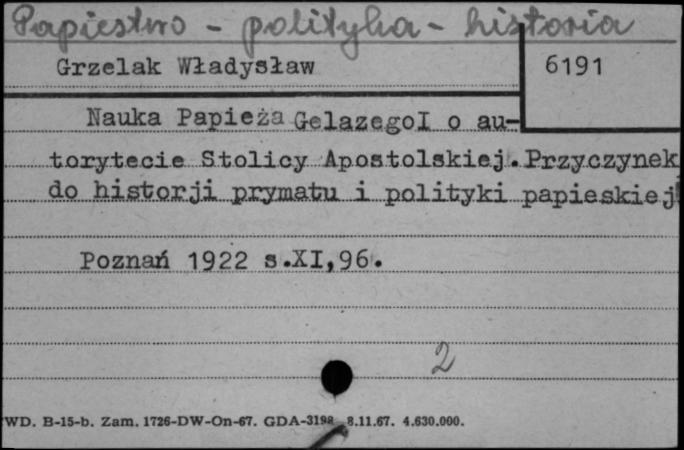 Papiestwo - polityka - historia
Grzelak Władysław
6191
Nauka Papieża Gelazego I o au-
torytecie Stolicy Apostolskiej. Przyczynek
do historji prymatu i polityki papieskiej
Poznań 1922 s.XI,96.
2
WD. B-15-b. Zam. 1726-DW-On-67. GDA-3198 8.11.67. 4.630.000.